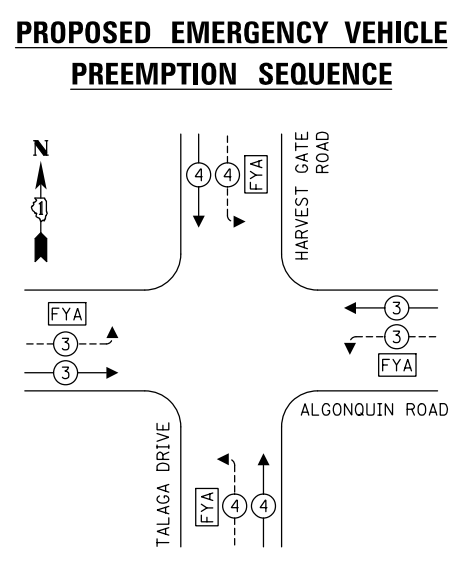 PROPOSED EMERGENCY VEHICLE
PREEMPTION SEQUENCE
N
1
4 4 FYA
HARVEST GATE
ROAD
FYA
3
3
3
3
FYA
ALGONQUIN ROAD
TALAGA DRIVE
FYA 4 4